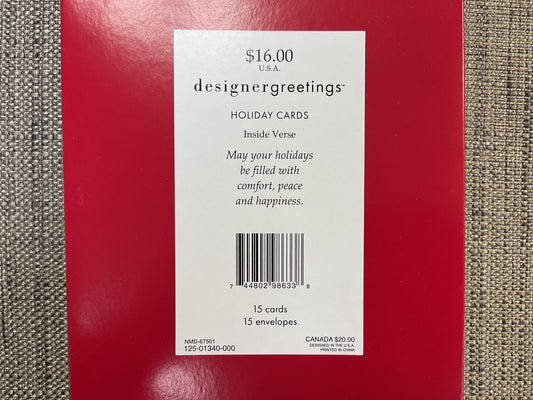 $16.00
U.S.A.
designergreetings™
HOLIDAY CARDS
Inside Verse
May your holidays
be filled with
comfort, peace
and happiness.
7 44802 98633 8
15 cards
15 envelopes
NMD-67501
125-01340-000
CANADA $20.00
DESIGNED IN THE U.S.A.
PRINTED IN CHINA